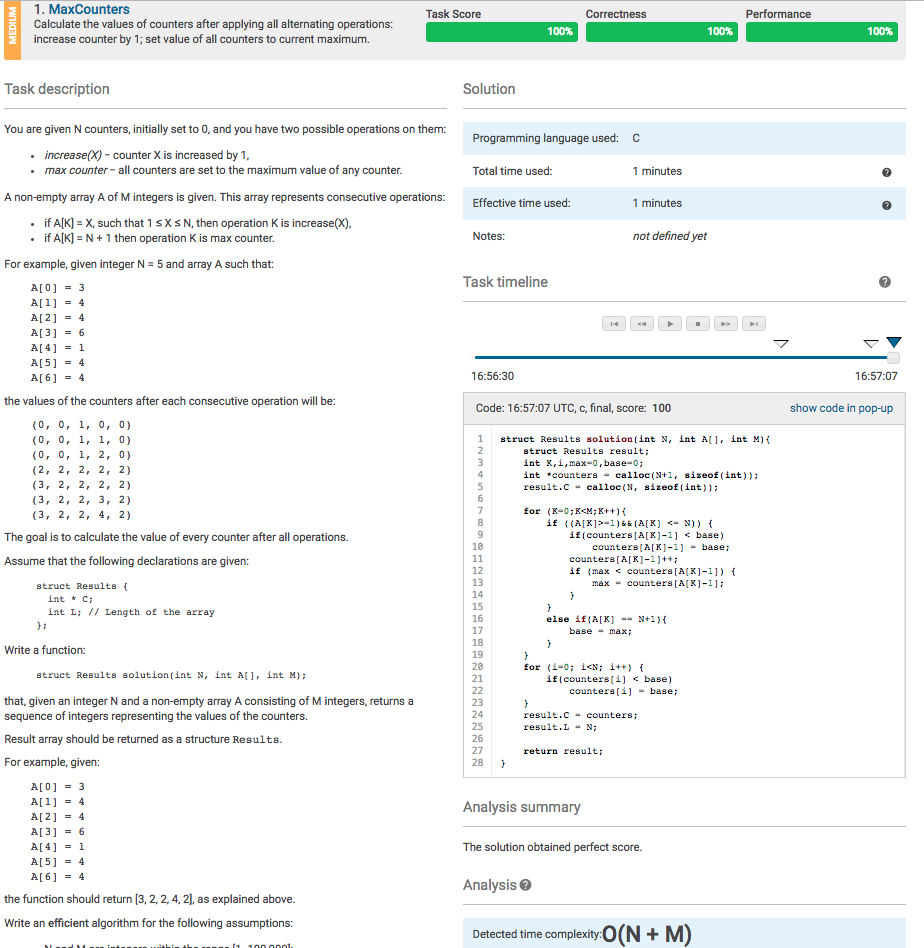 MEDIUM
1. MaxCounters
Calculate the values of counters after applying all alternating operations:
increase counter by 1; set value of all counters to current maximum.
Task Score
100%
Correctness
100%
Performance
100%
Task description
You are given N counters, initially set to 0, and you have two possible operations on them:
• increase(X) − counter X is increased by 1,
• max counter − all counters are set to the maximum value of any counter.
A non-empty array A of M integers is given. This array represents consecutive operations:
• if A[K] = X, such that 1 ≤ X ≤ N, then operation K is increase(X),
• if A[K] = N + 1 then operation K is max counter.
For example, given integer N = 5 and array A such that:
A[0] = 3
A[1] = 4
A[2] = 4
A[3] = 6
A[4] = 1
A[5] = 4
A[6] = 4
the values of the counters after each consecutive operation will be:
(0, 0, 1, 0, 0)
(0, 0, 1, 1, 0)
(0, 0, 1, 2, 0)
(2, 2, 2, 2, 2)
(3, 2, 2, 2, 2)
(3, 2, 2, 3, 2)
(3, 2, 2, 4, 2)
The goal is to calculate the value of every counter after all operations.
Assume that the following declarations are given:
struct Results {
int * C;
int L; // Length of the array
};
Write a function:
struct Results solution(int N, int A[], int M);
that, given an integer N and a non-empty array A consisting of M integers, returns a
sequence of integers representing the values of the counters.
Result array should be returned as a structure Results.
For example, given:
A[0] = 3
A[1] = 4
A[2] = 4
A[3] = 6
A[4] = 1
A[5] = 4
A[6] = 4
the function should return [3, 2, 2, 4, 2], as explained above.
Write an efficient algorithm for the following assumptions:
N and M are integers within the range [1..100,000];
Solution
Programming language used: C
Total time used: 1 minutes
Effective time used: 1 minutes
Notes: not defined yet
Task timeline
16:56:30
16:57:07
Code: 16:57:07 UTC, c, final, score: 100
show code in pop-up
1 struct Results solution(int N, int A[], int M){
2 struct Results result;
3 int K,i,max=0,base=0;
4 int *counters = calloc(N+1, sizeof(int));
5 result.C = calloc(N, sizeof(int));
6
7 for (K=0;K<M;K++){
8 if ((A[K]>=1)&&(A[K] <= N)) {
9 if(counters[A[K]-1] < base)
10 counters[A[K]-1] = base;
11 counters[A[K]-1]++;
12 if (max < counters[A[K]-1]) {
13 max = counters[A[K]-1];
14 }
15 }
16 else if(A[K] == N+1){
17 base = max;
18 }
19 }
20 for (i=0; i<N; i++) {
21 if(counters[i] < base)
22 counters[i] = base;
23 }
24 result.C = counters;
25 result.L = N;
26
27 return result;
28 }
Analysis summary
The solution obtained perfect score.
Analysis
Detected time complexity: O(N + M)